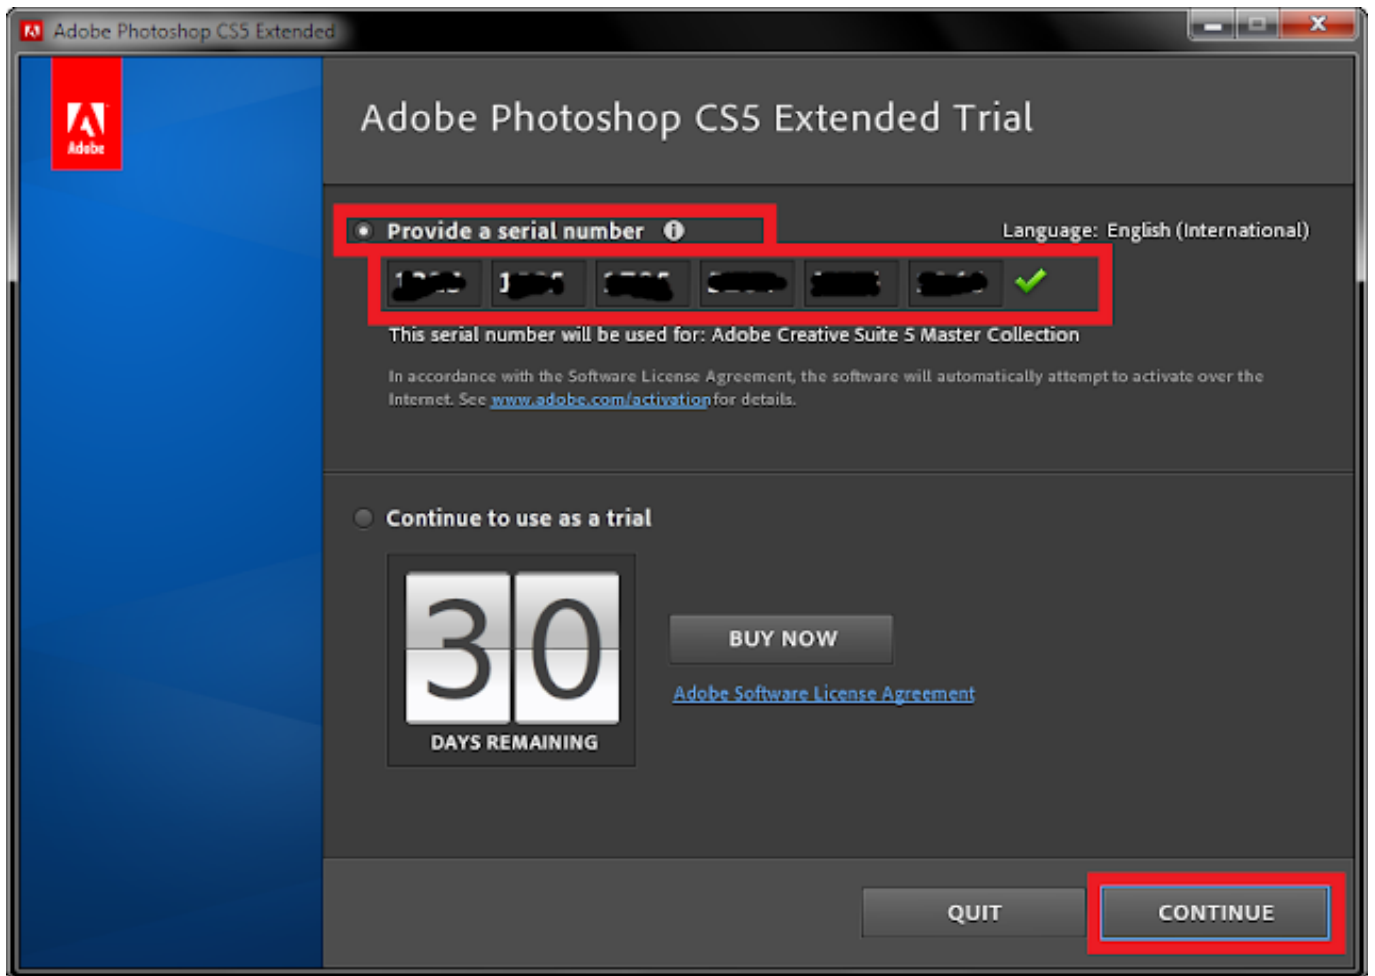 Adobe Photoshop CS5 Extended
Adobe
Adobe Photoshop CS5 Extended Trial
Provide a serial number
Language: English (International)
This serial number will be used for: Adobe Creative Suite 5 Master Collection
In accordance with the Software License Agreement, the software will automatically attempt to activate over the
Internet. See www.adobe.com/activation for details.
Continue to use as a trial
30
DAYS REMAINING
BUY NOW
Adobe Software License Agreement
QUIT
CONTINUE